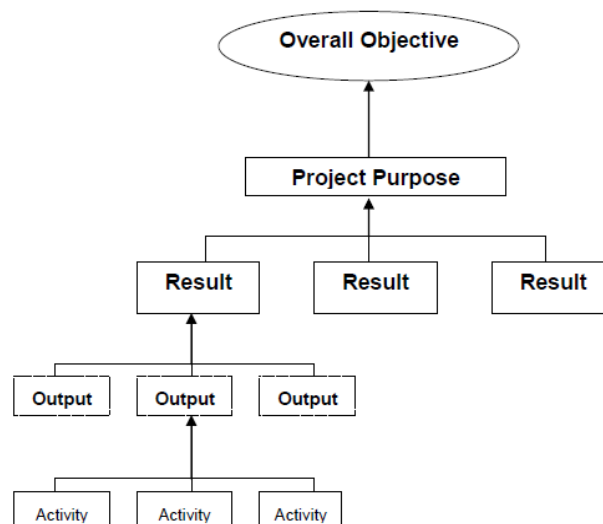 Overall Objective
Project Purpose
Result
Result
Result
Output
Output
Output
Activity
Activity
Activity